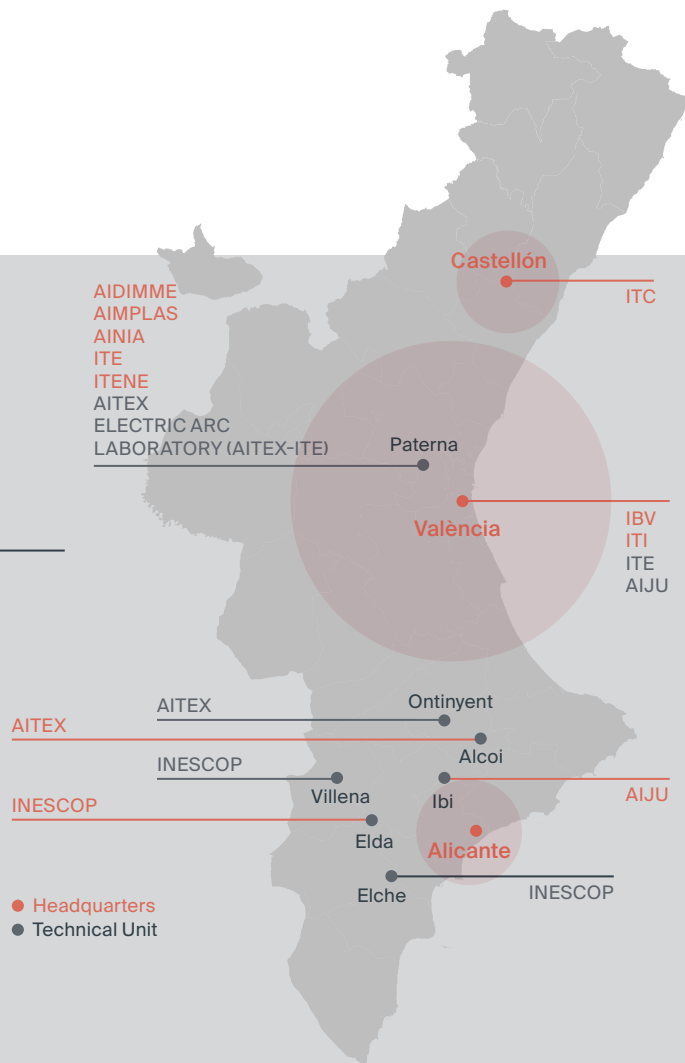 Castellón
ITC
AIDIMME
AIMPLAS
AINIA
ITE
ITENE
AITEX
ELECTRIC ARC
LABORATORY (AITEX-ITE)
Paterna
València
IBV
ITI
ITE
AIJU
AITEX
Ontinyent
AITEX
Alcoi
INESCOP
Villena
Ibi
AIJU
INESCOP
Elda
Alicante
Elche
INESCOP
Headquarters
Technical Unit